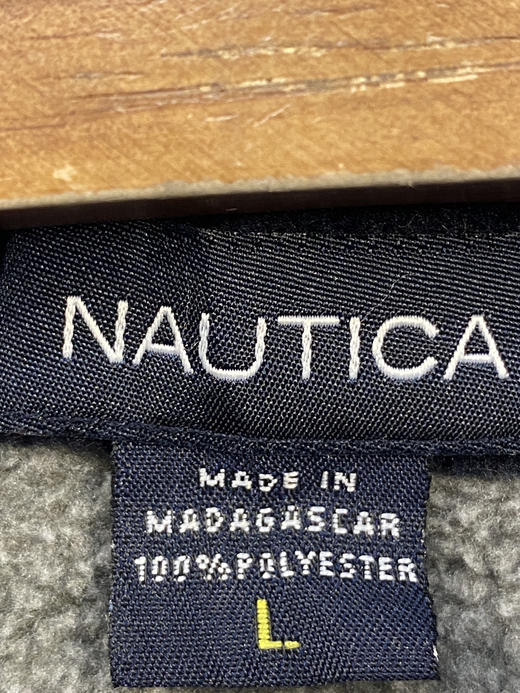 NAUTICA
MADE IN
MADAGASCAR
100% POLYESTER
L